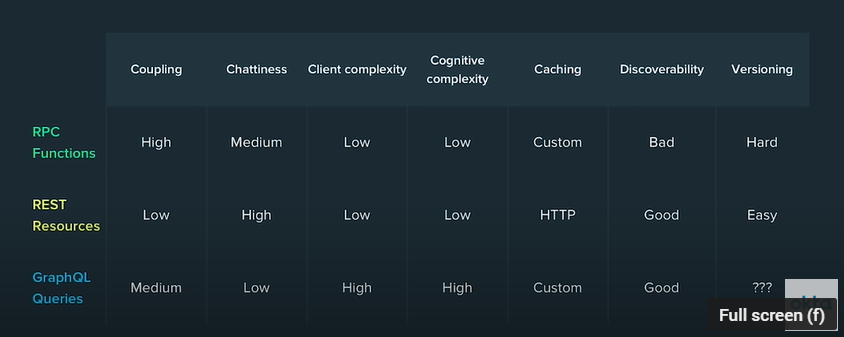 Coupling Chattiness Client complexity Cognitive complexity Caching Discoverability Versioning
RPC Functions High Medium Low Low Custom Bad Hard
REST Resources Low High Low Low HTTP Good Easy
GraphQL Queries Medium Low High High Custom Good ???
Full screen (f)